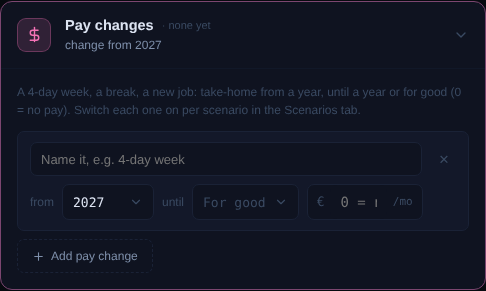 Pay changes · none yet
change from 2027
A 4-day week, a break, a new job: take-home from a year, until a year or for good (0
= no pay). Switch each one on per scenario in the Scenarios tab.
Name it, e.g. 4-day week
from 2027 until For good € 0 = /mo
+ Add pay change